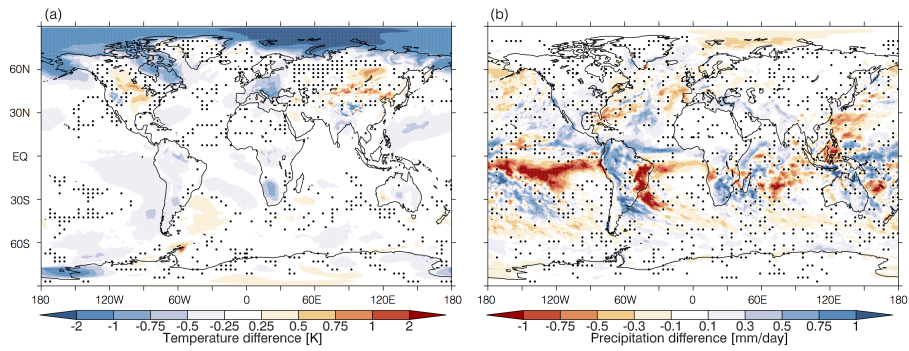 (a)
60N
30N
EQ
30S
60S
180 120W 60W 0 60E 120E 180
-2 -1 -0.75 -0.5 -0.25 0.25 0.5 0.75 1 2
Temperature difference [K]
(b)
180 120W 60W 0 60E 120E 180
-1 -0.75 -0.5 -0.3 -0.1 0.1 0.3 0.5 0.75 1
Precipitation difference [mm/day]